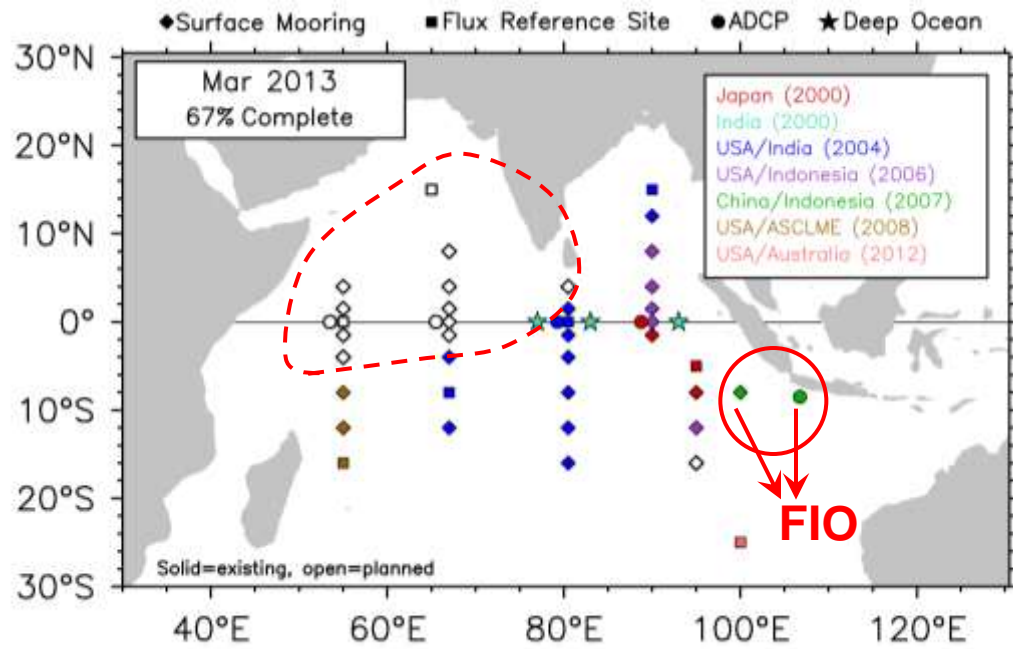 Surface Mooring Flux Reference Site ADCP Deep Ocean
30°N
20°N
10°N
0°
10°S
20°S
30°S
Mar 2013
67% Complete
Japan (2000)
India (2000)
USA/India (2004)
USA/Indonesia (2006)
China/Indonesia (2007)
USA/ASCLME (2008)
USA/Australia (2012)
FIO
Solid=existing, open=planned
40°E 60°E 80°E 100°E 120°E